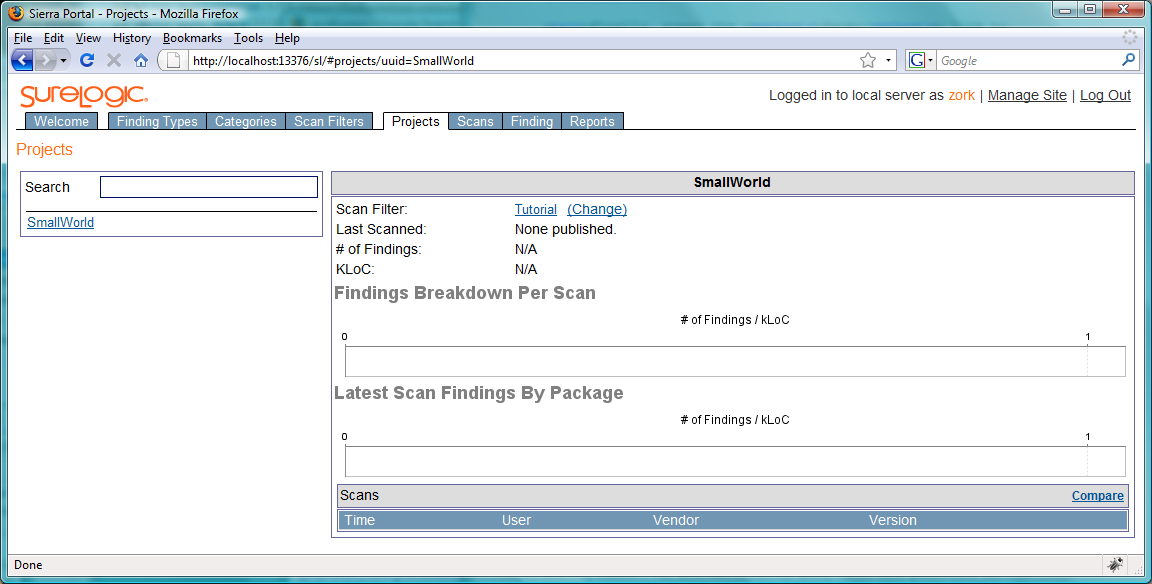 Sierra Portal - Projects - Mozilla Firefox
File Edit View History Bookmarks Tools Help
http://localhost:13376/sl/#projects/uuid=SmallWorld
G Google
SURELOGIC®
Logged in to local server as zork | Manage Site | Log Out
Welcome Finding Types Categories Scan Filters Projects Scans Finding Reports
Projects
Search
SmallWorld
SmallWorld
Scan Filter: Tutorial (Change)
Last Scanned: None published.
# of Findings: N/A
KLoC: N/A
Findings Breakdown Per Scan
# of Findings / kLoC
0 1
Latest Scan Findings By Package
# of Findings / kLoC
0 1
Scans Compare
Time User Vendor Version
Done